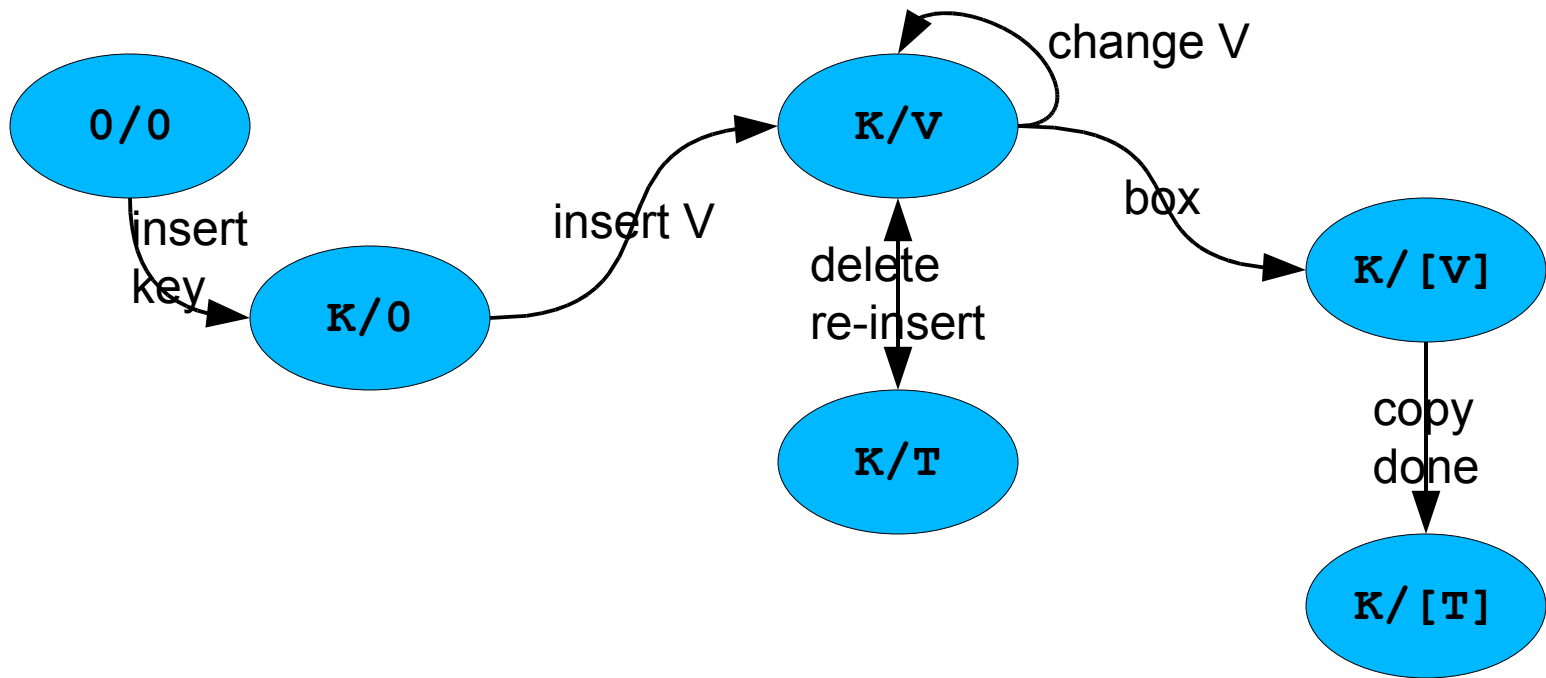 change V
0/0
K/V
box
insert
key
insert V
delete
re-insert
K/[V]
K/0
copy
done
K/T
K/[T]